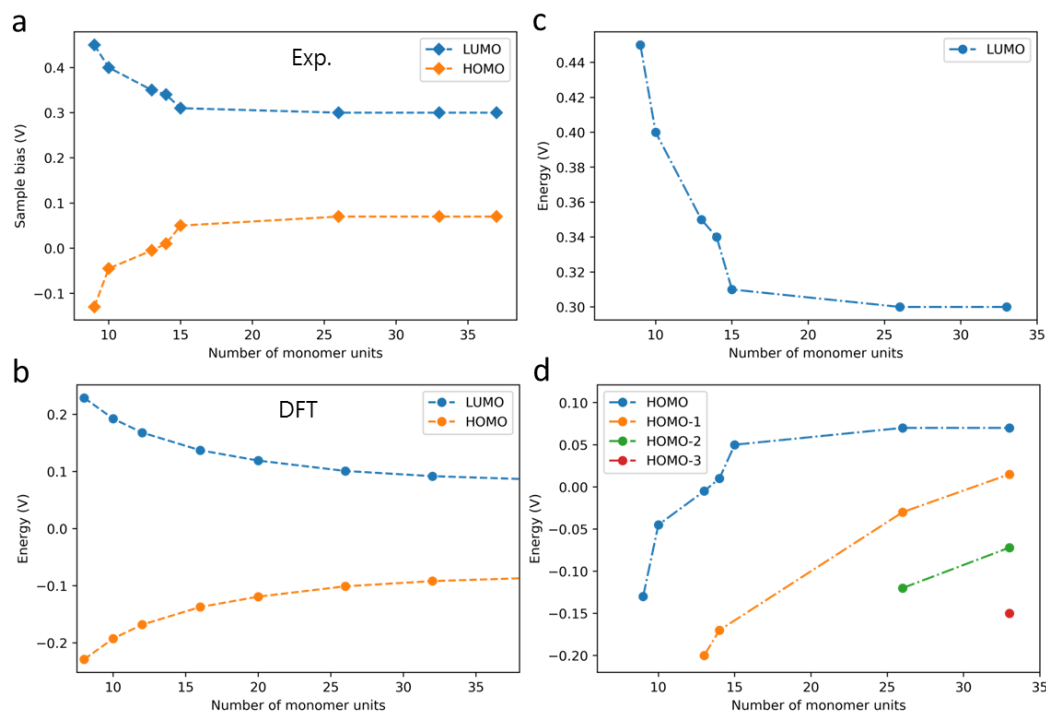 a
Exp.
LUMO
HOMO
Sample bias (V)
0.4
0.3
0.2
0.1
0.0
−0.1
10 15 20 25 30 35
Number of monomer units
c
LUMO
Energy (V)
0.44
0.42
0.40
0.38
0.36
0.34
0.32
0.30
5 10 15 20 25 30 35
Number of monomer units
b
DFT
LUMO
HOMO
Energy (V)
0.2
0.1
0.0
−0.1
−0.2
10 15 20 25 30 35
Number of monomer units
d
HOMO
HOMO-1
HOMO-2
HOMO-3
Energy (V)
0.10
0.05
0.00
−0.05
−0.10
−0.15
−0.20
10 15 20 25 30 35
Number of monomer units